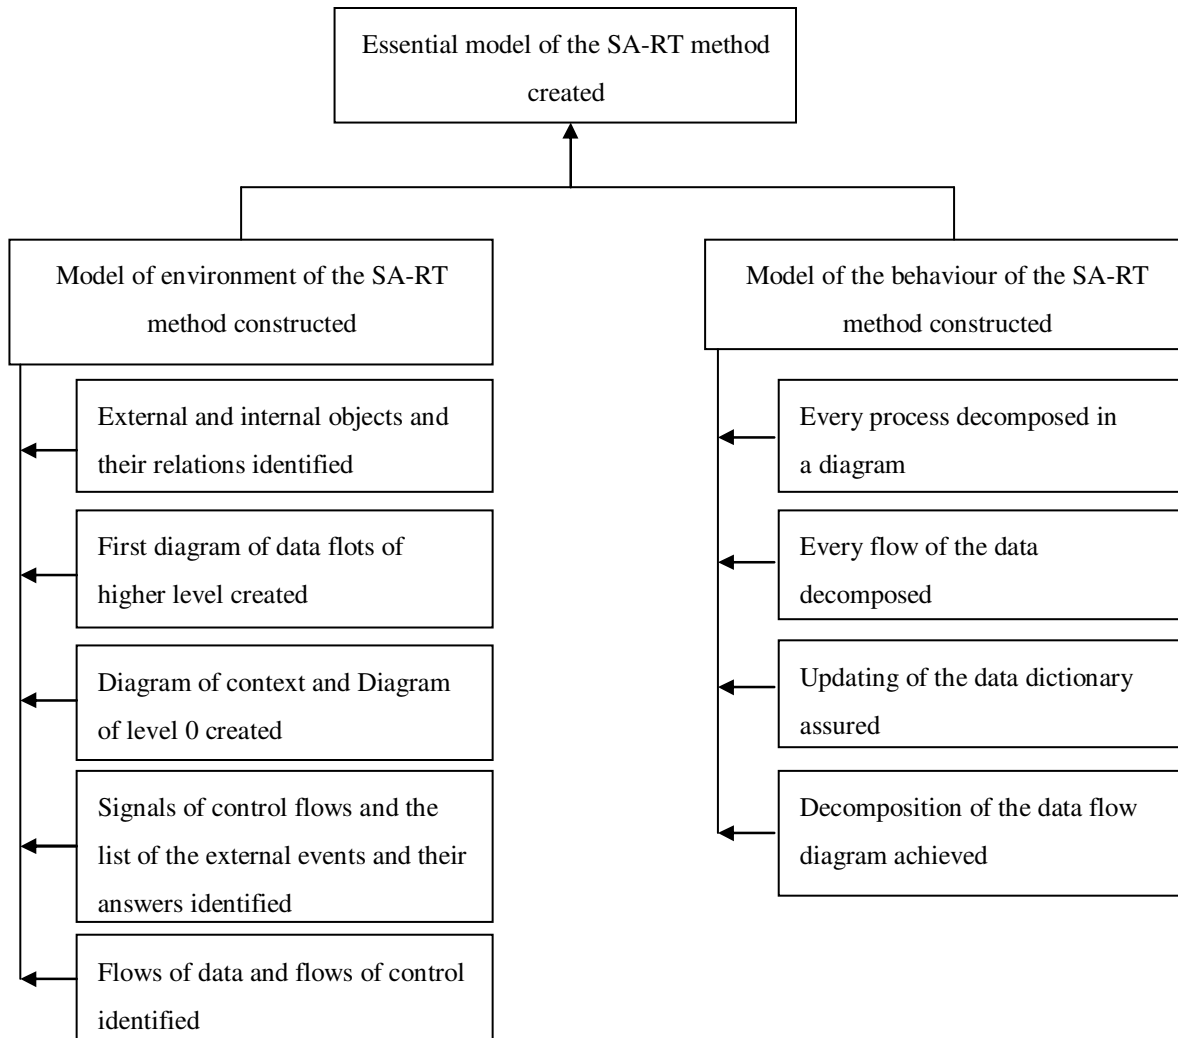 Essential model of the SA-RT method
created
Model of environment of the SA-RT
method constructed
External and internal objects and
their relations identified
First diagram of data flots of
higher level created
Diagram of context and Diagram
of level 0 created
Signals of control flows and the
list of the external events and their
answers identified
Flows of data and flows of control
identified
Model of the behaviour of the SA-RT
method constructed
Every process decomposed in
a diagram
Every flow of the data
decomposed
Updating of the data dictionary
assured
Decomposition of the data flow
diagram achieved